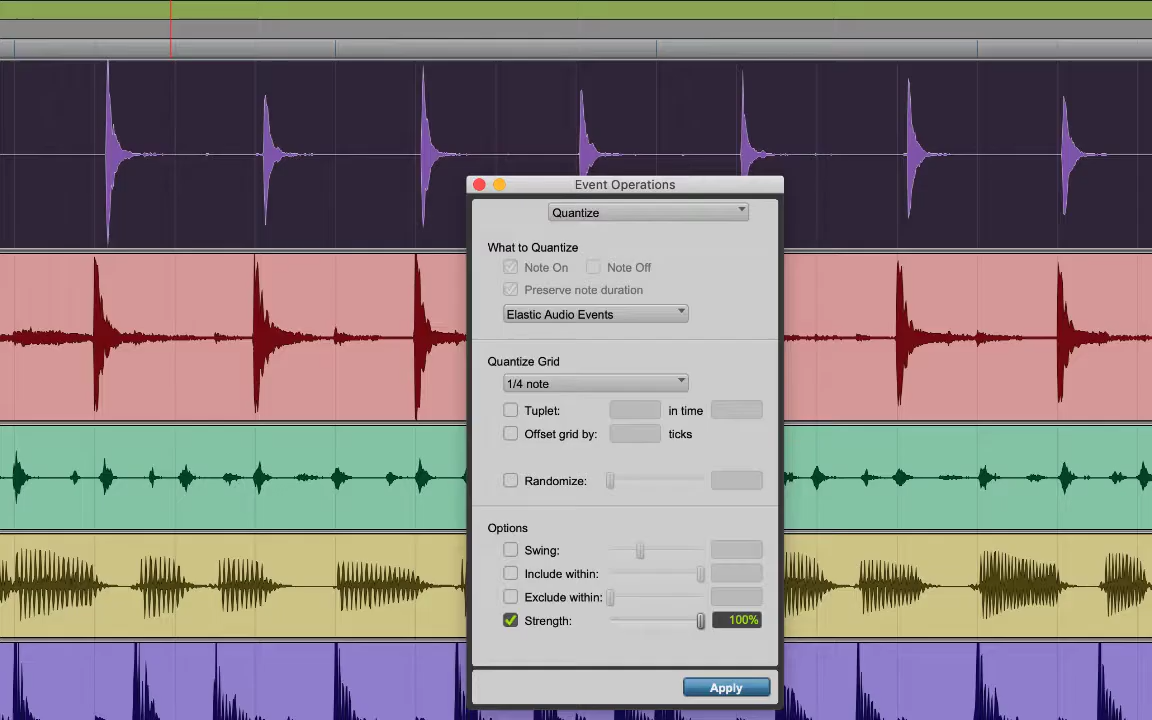 Event Operations
Quantize
What to Quantize
Note On Note Off
Preserve note duration
Elastic Audio Events
Quantize Grid
1/4 note
Tuplet: in time
Offset grid by: ticks
Randomize:
Options
Swing:
Include within:
Exclude within:
Strength: 100%
Apply